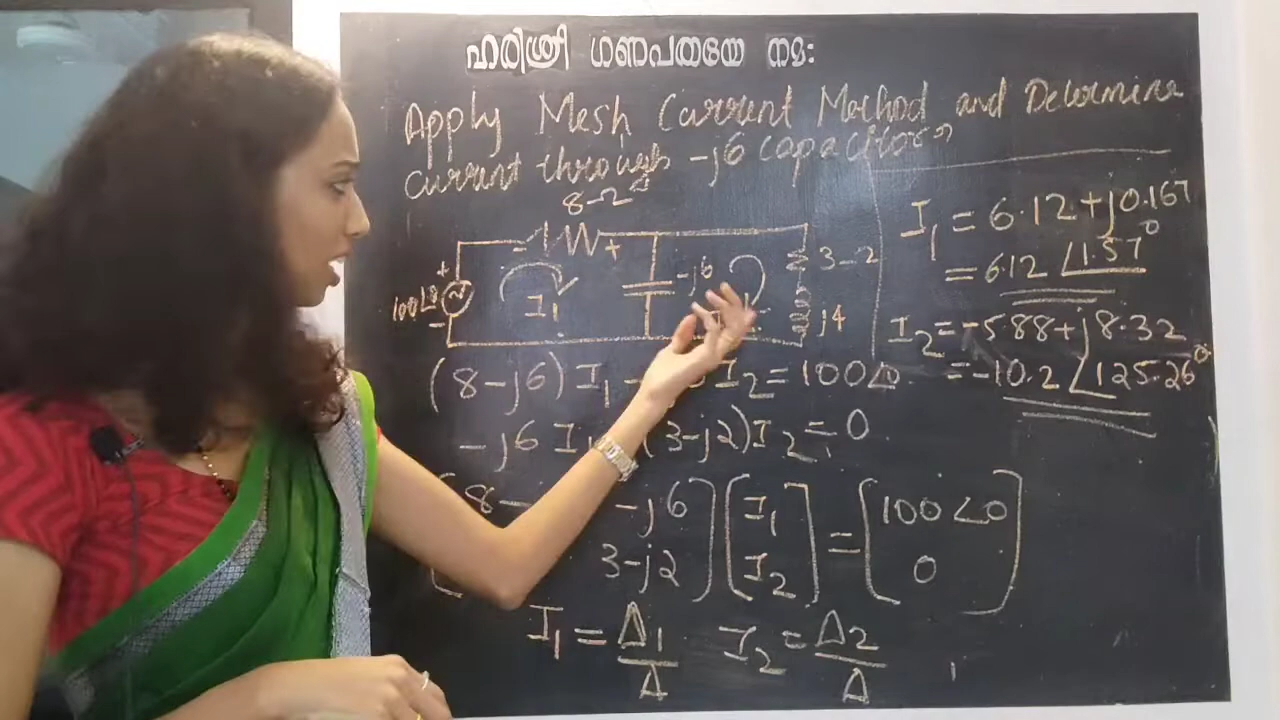 ഹരിശ്രീ ഗണപതയേ നമഃ
Apply Mesh Current Method and Determine
current through -j6 capacitor
8Ω
+
-
+
100∠0
-
I1
-j6
3-2
j4
(8-j6) I1 - I2 = 100∠0
-j6 I1 (3-j2) I2 = 0
8- -j6 I1 = 100∠0
3-j2 I2 0
I1 = Δ1/Δ I2 = Δ2/Δ
I1 = 6.12 + j0.167
= 6.12 ∠1.57°
I2 = -5.88 + j8.32
= -10.2 ∠125.26°